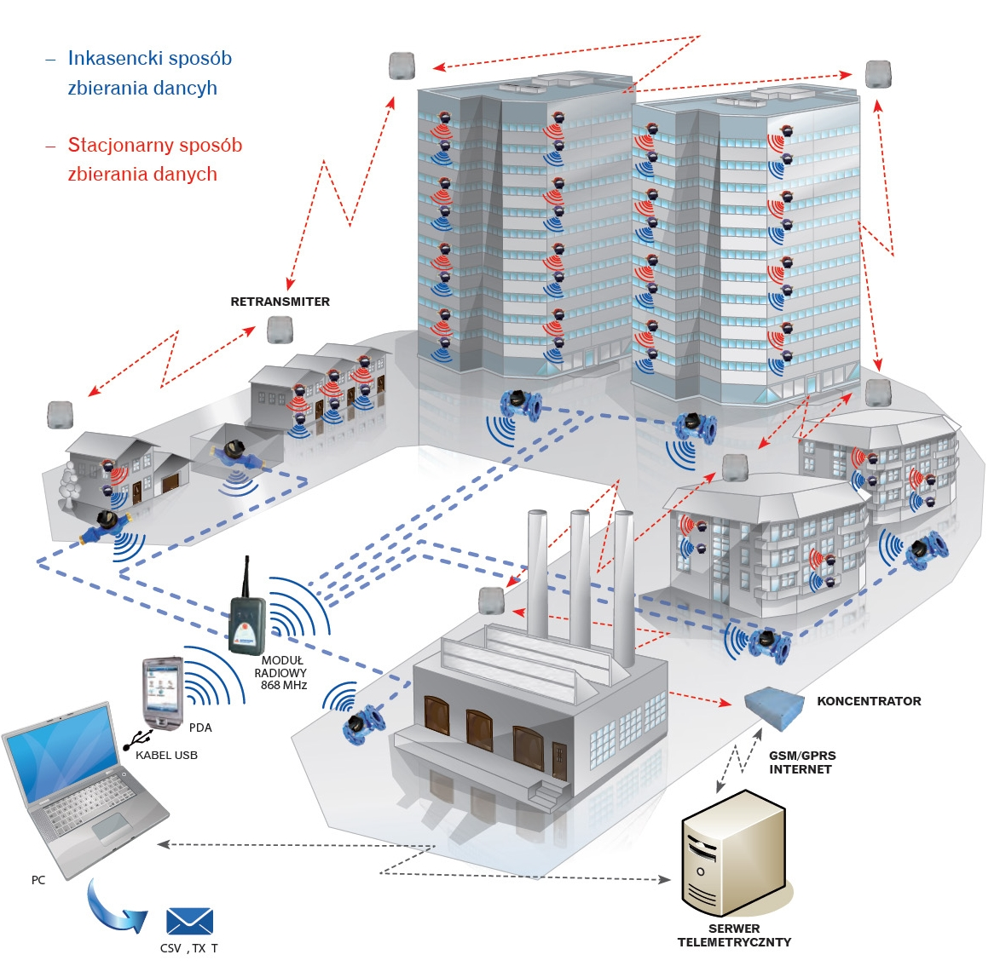 – Inkasencki sposób
zbierania dancyh
– Stacjonarny sposób
zbierania danych
RETRANSMITER
MODUŁ
RADIOWY
868 MHz
PDA
KABEL USB
KONCENTRATOR
GSM/GPRS
INTERNET
PC
SERWER
TELEMETRYCZNTY
CSV , TX T